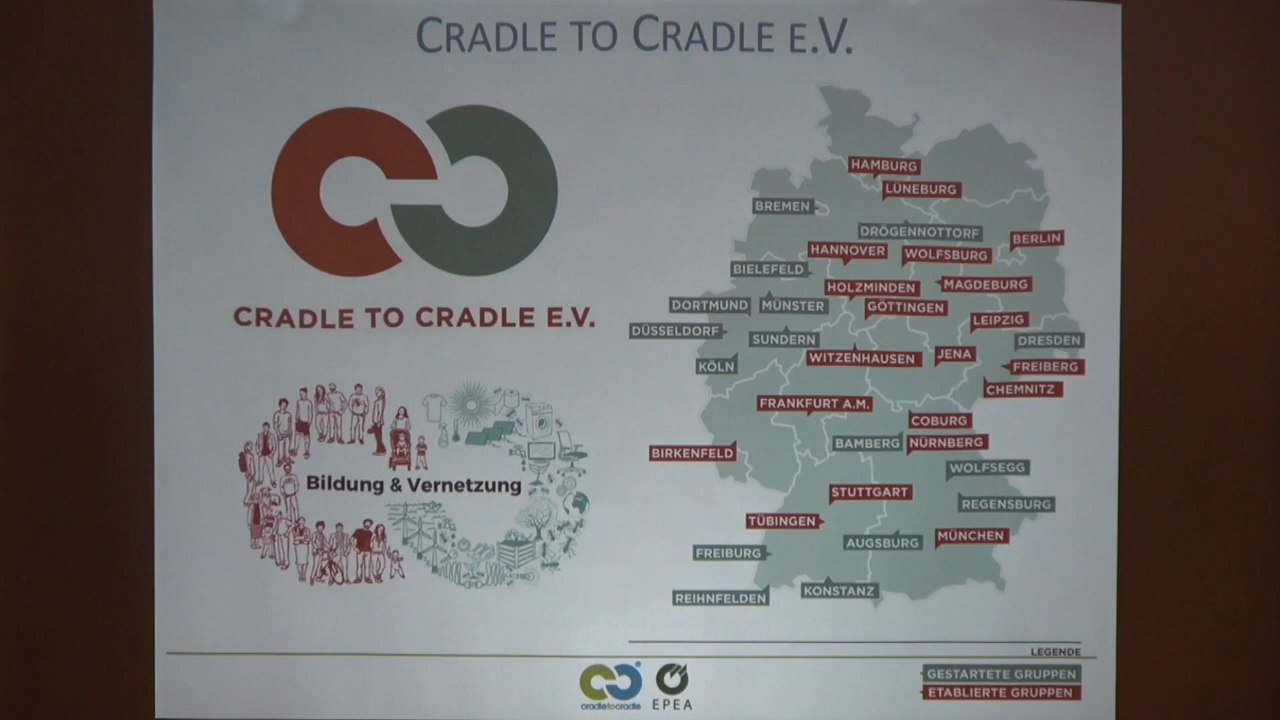 CRADLE TO CRADLE E.V.
CRADLE TO CRADLE E.V.
Bildung & Vernetzung
HAMBURG
LÜNEBURG
BREMEN
DRÖGENNOTTORF
BERLIN
HANNOVER
WOLFSBURG
BIELEFELD
HOLZMINDEN
MAGDEBURG
DORTMUND
MÜNSTER
GÖTTINGEN
LEIPZIG
DÜSSELDORF
SUNDERN
DRESDEN
WITZENHAUSEN
JENA
KÖLN
FREIBERG
CHEMNITZ
FRANKFURT A.M.
COBURG
BAMBERG
NÜRNBERG
BIRKENFELD
WOLFSEGG
STUTTGART
REGENSBURG
TÜBINGEN
AUGSBURG
MÜNCHEN
FREIBURG
KONSTANZ
REIHNFELDEN
LEGENDE
GESTARTETE GRUPPEN
ETABLIERTE GRUPPEN
cradletocradle
EPEA